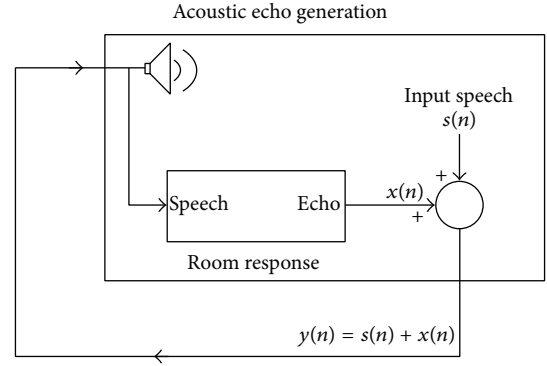 Acoustic echo generation
Input speech
s(n)
+
Speech
Echo
x(n)
+
Room response
y(n) = s(n) + x(n)